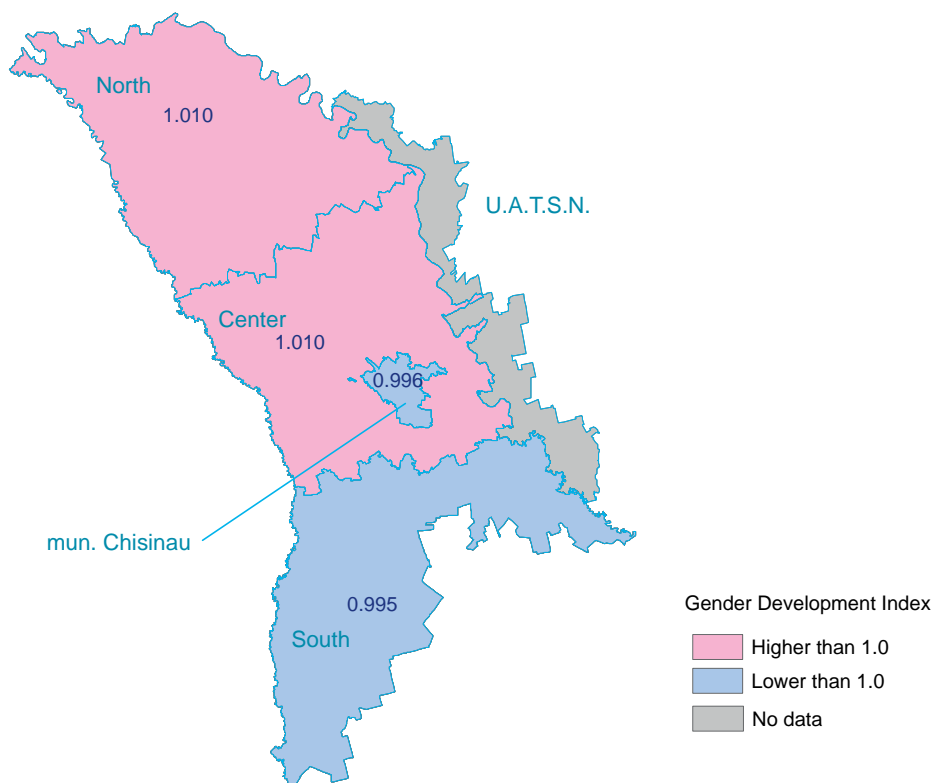 North
1.010
U.A.T.S.N.
Center
1.010
0.996
mun. Chisinau
0.995
South
Gender Development Index
Higher than 1.0
Lower than 1.0
No data